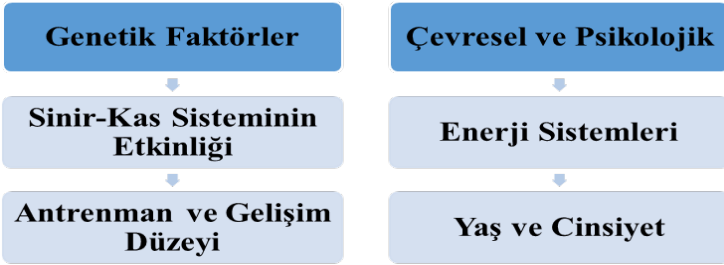 Genetik Faktörler
Sinir-Kas Sisteminin
Etkinliği
Antrenman ve Gelişim
Düzeyi
Çevresel ve Psikolojik
Enerji Sistemleri
Yaş ve Cinsiyet